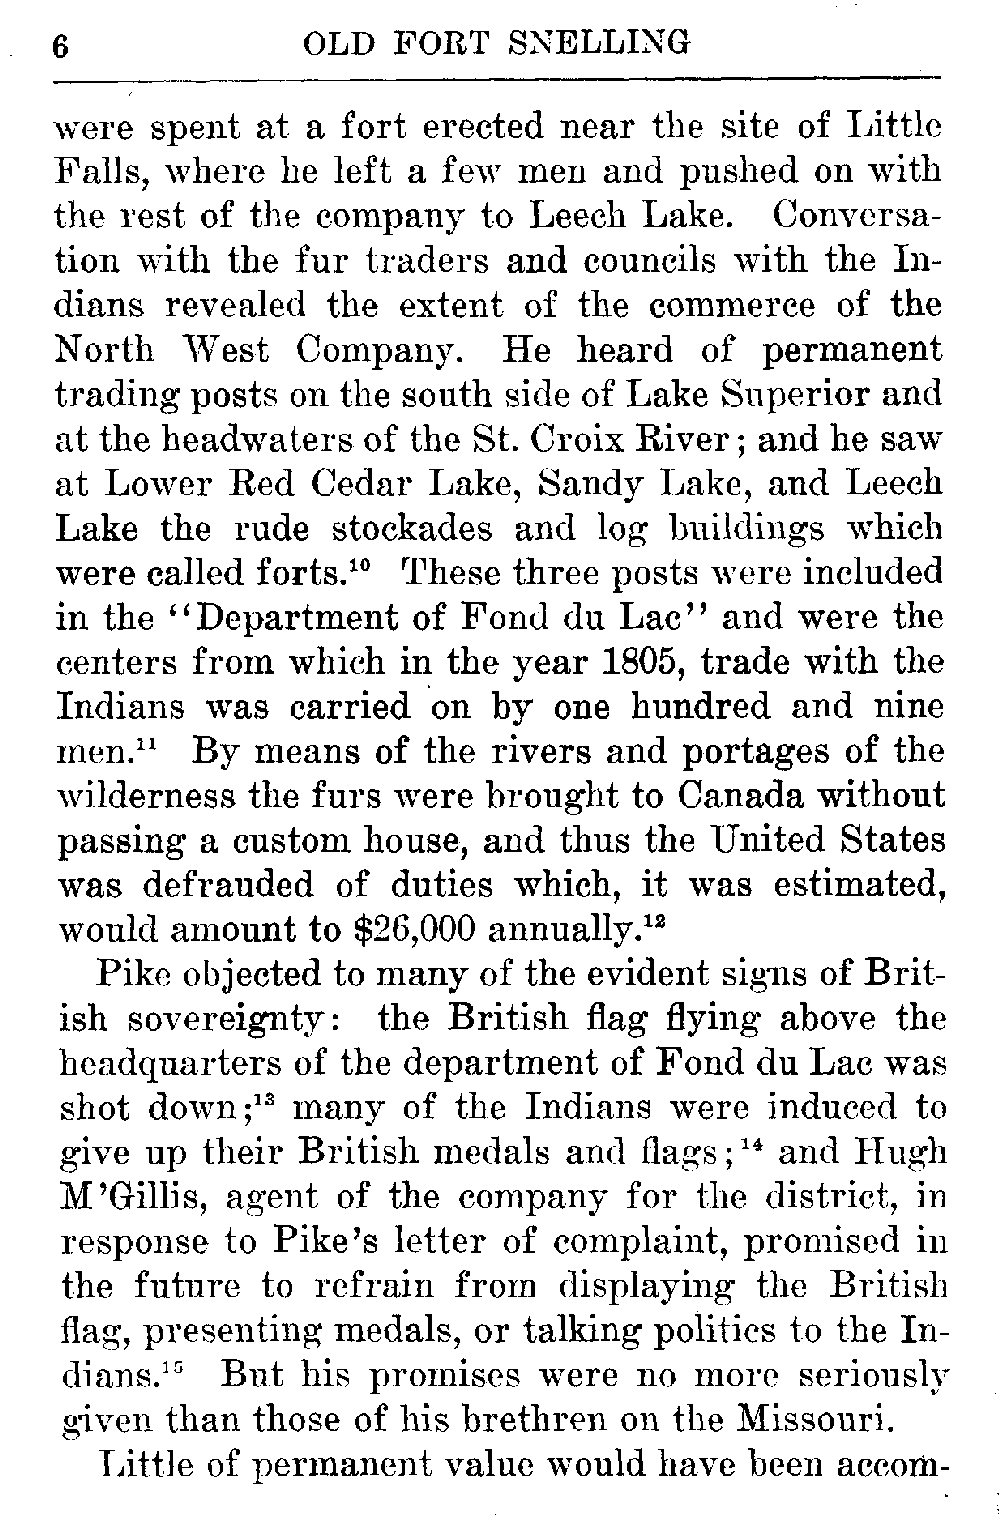 6 OLD FORT SNELLING
were spent at a fort erected near the site of Little
Falls, where he left a few men and pushed on with
the rest of the company to Leech Lake. Conversa-
tion with the fur traders and councils with the In-
dians revealed the extent of the commerce of the
North West Company. He heard of permanent
trading posts on the south side of Lake Superior and
at the headwaters of the St. Croix River; and he saw
at Lower Red Cedar Lake, Sandy Lake, and Leech
Lake the rude stockades and log buildings which
were called forts.¹⁰ These three posts were included
in the "Department of Fond du Lac" and were the
centers from which in the year 1805, trade with the
Indians was carried on by one hundred and nine
men.¹¹ By means of the rivers and portages of the
wilderness the furs were brought to Canada without
passing a custom house, and thus the United States
was defrauded of duties which, it was estimated,
would amount to $26,000 annually.¹²
Pike objected to many of the evident signs of Brit-
ish sovereignty: the British flag flying above the
headquarters of the department of Fond du Lac was
shot down;¹³ many of the Indians were induced to
give up their British medals and flags;¹⁴ and Hugh
M'Gillis, agent of the company for the district, in
response to Pike's letter of complaint, promised in
the future to refrain from displaying the British
flag, presenting medals, or talking politics to the In-
dians.¹⁵ But his promises were no more seriously
given than those of his brethren on the Missouri.
Little of permanent value would have been accom-